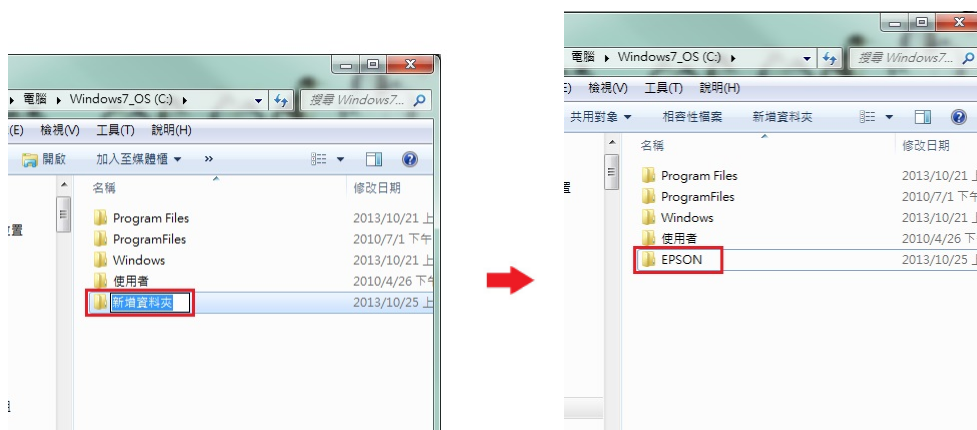 電腦 Windows7_OS (C:) 搜尋 Windows7...
(E) 檢視(V) 工具(T) 說明(H)
開啟 加入至媒體櫃 »
名稱 修改日期
Program Files 2013/10/21 上
ProgramFiles 2010/7/1 下午
Windows 2013/10/21 上
使用者 2010/4/26 下午
新增資料夾 2013/10/25 上
位置
電腦 Windows7_OS (C:) 搜尋 Windows7...
檢視(V) 工具(T) 說明(H)
共用對象 相容性檔案 新增資料夾
名稱 修改日期
Program Files 2013/10/21
ProgramFiles 2010/7/1 下午
Windows 2013/10/21
使用者 2010/4/26 下
EPSON 2013/10/25
置